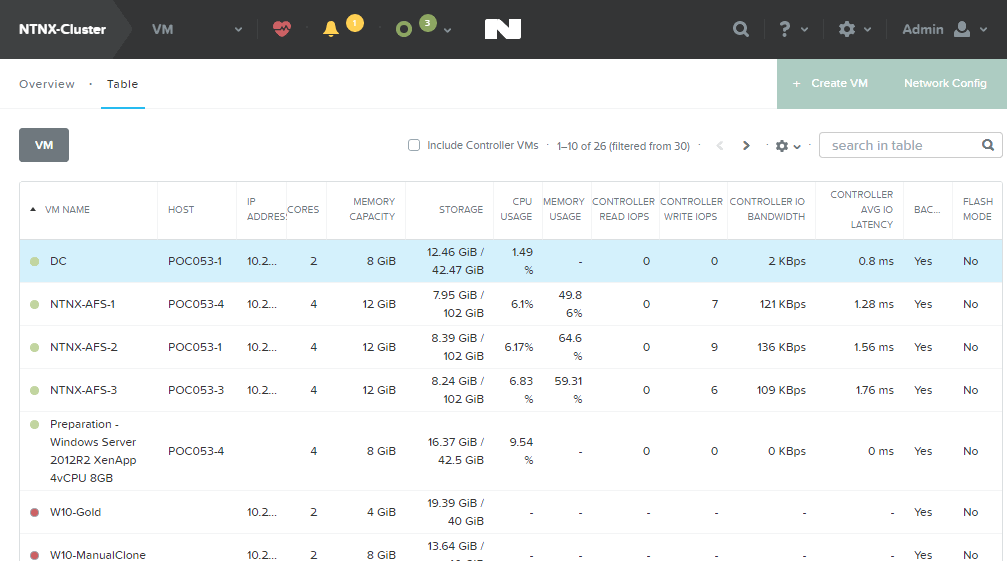 NTNX-Cluster VM 1 3 ? Admin
Overview · Table + Create VM Network Config
VM Include Controller VMs · 1–10 of 26 (filtered from 30) · < > · · search in table
VM NAME HOST IP ADDRES CORES MEMORY CAPACITY STORAGE CPU USAGE MEMORY USAGE CONTROLLER READ IOPS CONTROLLER WRITE IOPS CONTROLLER IO BANDWIDTH CONTROLLER AVG IO LATENCY BAC... FLASH MODE
DC POC053-1 10.2... 2 8 GiB 12.46 GiB / 42.47 GiB 1.49 % - 0 0 2 KBps 0.8 ms Yes No
NTNX-AFS-1 POC053-4 10.2... 4 12 GiB 7.95 GiB / 102 GiB 6.1% 49.8 6% 0 7 121 KBps 1.28 ms Yes No
NTNX-AFS-2 POC053-1 10.2... 4 12 GiB 8.39 GiB / 102 GiB 6.17% 64.6 % 0 9 136 KBps 1.56 ms Yes No
NTNX-AFS-3 POC053-3 10.2... 4 12 GiB 8.24 GiB / 102 GiB 6.83 % 59.31 % 0 6 109 KBps 1.76 ms Yes No
Preparation - Windows Server 2012R2 XenApp 4vCPU 8GB POC053-4 4 8 GiB 16.37 GiB / 42.5 GiB 9.54 % - 0 0 0 KBps 0 ms Yes No
W10-Gold 10.2... 2 4 GiB 19.39 GiB / 40 GiB - - - - - - Yes No
W10-ManualClone 10.2... 2 8 GiB 13.64 GiB / - - - - - - Yes No